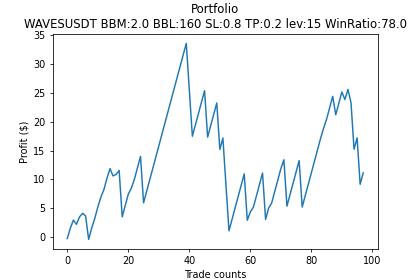 Portfolio
WAVESUSDT BBM:2.0 BBL:160 SL:0.8 TP:0.2 lev:15 WinRatio:78.0
35
30
25
20
15
10
5
0
Profit ($)
0 20 40 60 80 100
Trade counts